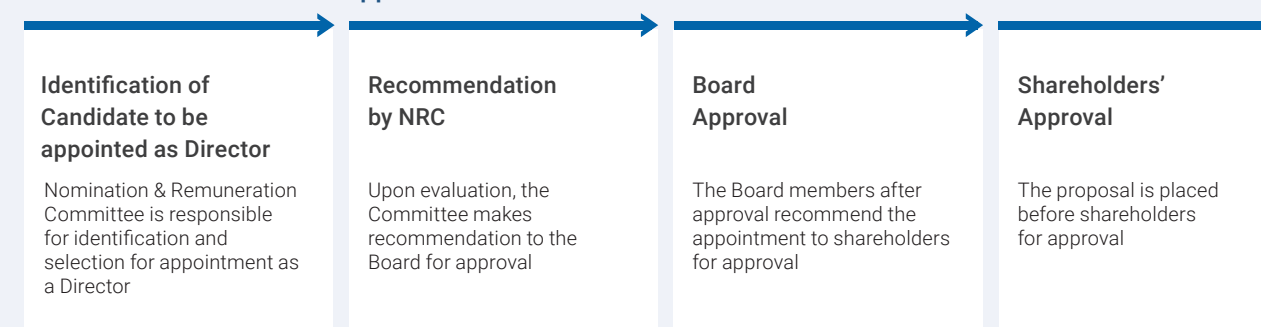 Identification of
Candidate to be
appointed as Director
Nomination & Remuneration
Committee is responsible
for identification and
selection for appointment as
a Director
Recommendation
by NRC
Upon evaluation, the
Committee makes
recommendation to the
Board for approval
Board
Approval
The Board members after
approval recommend the
appointment to shareholders
for approval
Shareholders’
Approval
The proposal is placed
before shareholders
for approval